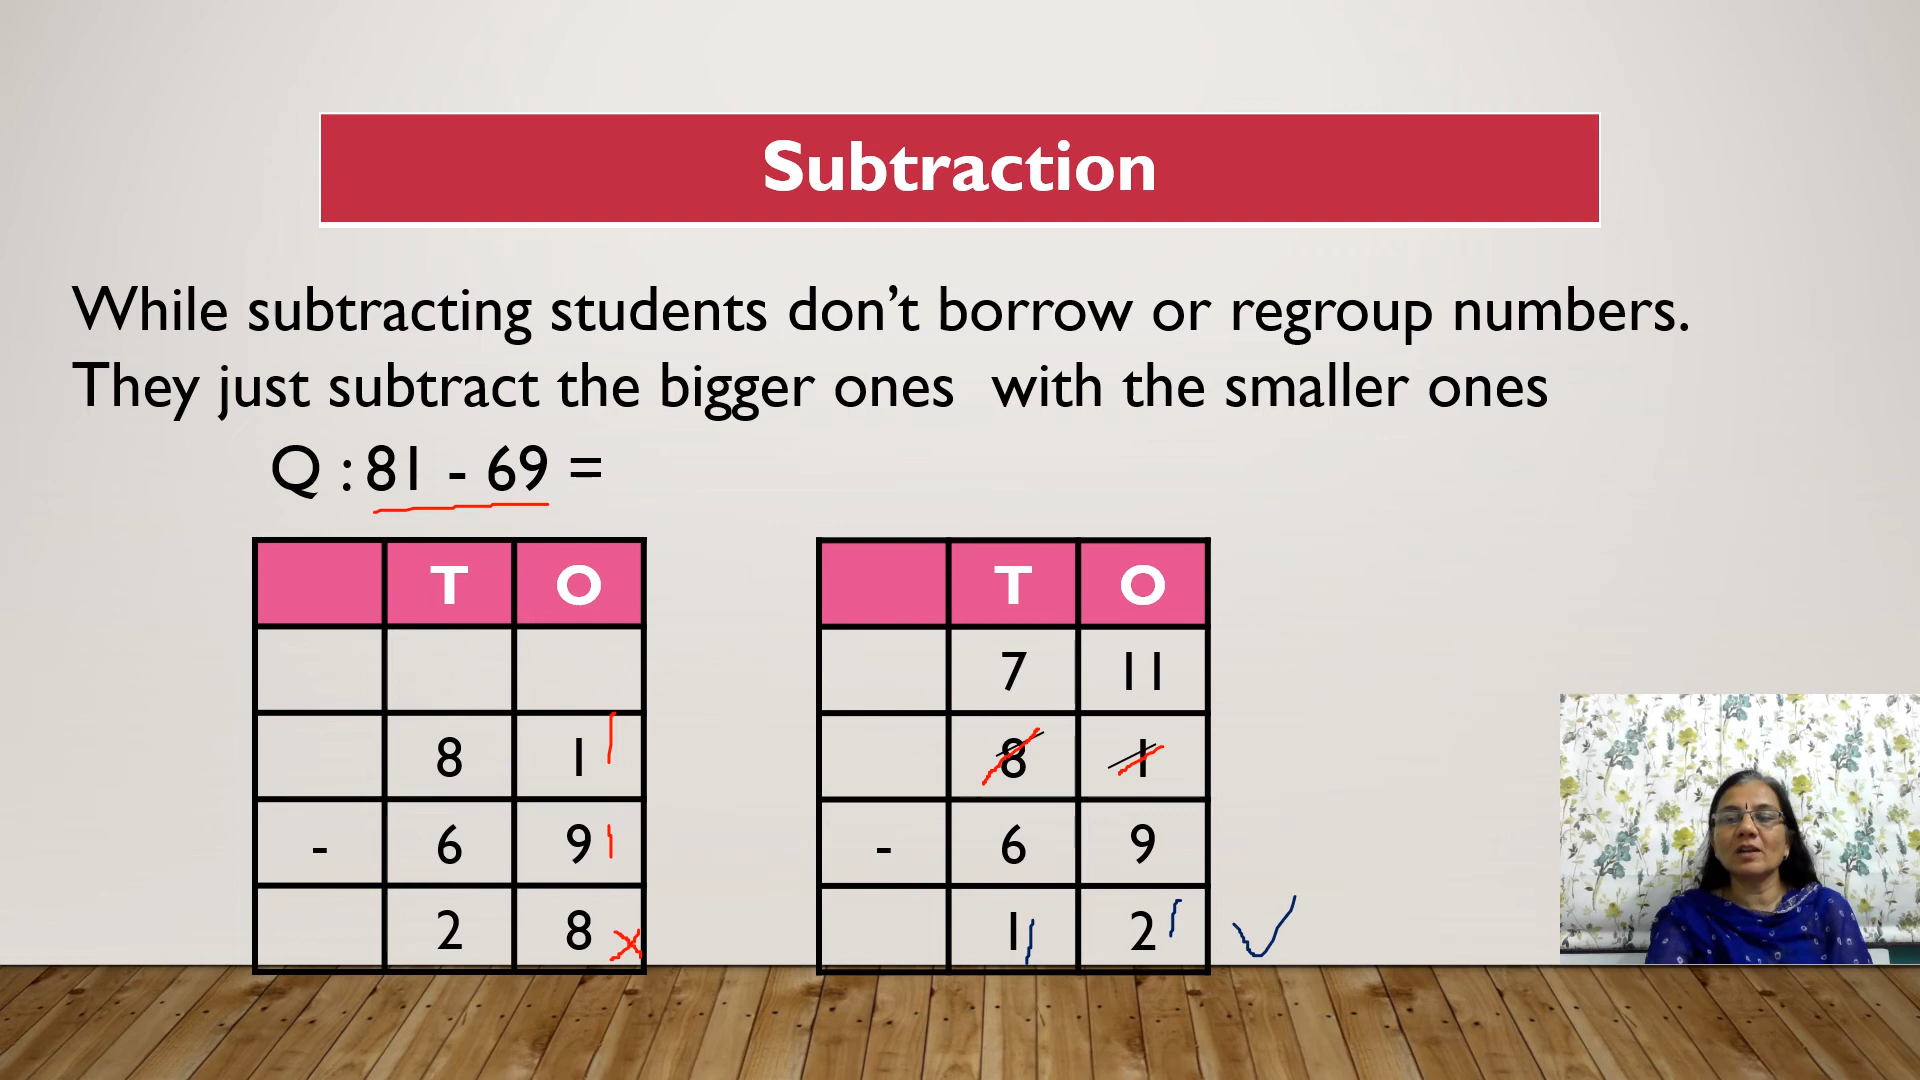 Subtraction
While subtracting students don't borrow or regroup numbers.
They just subtract the bigger ones with the smaller ones
Q : 81 - 69 =
T O
8 1
- 6 9
2 8
T O
7 11
8 1
- 6 9
1 2